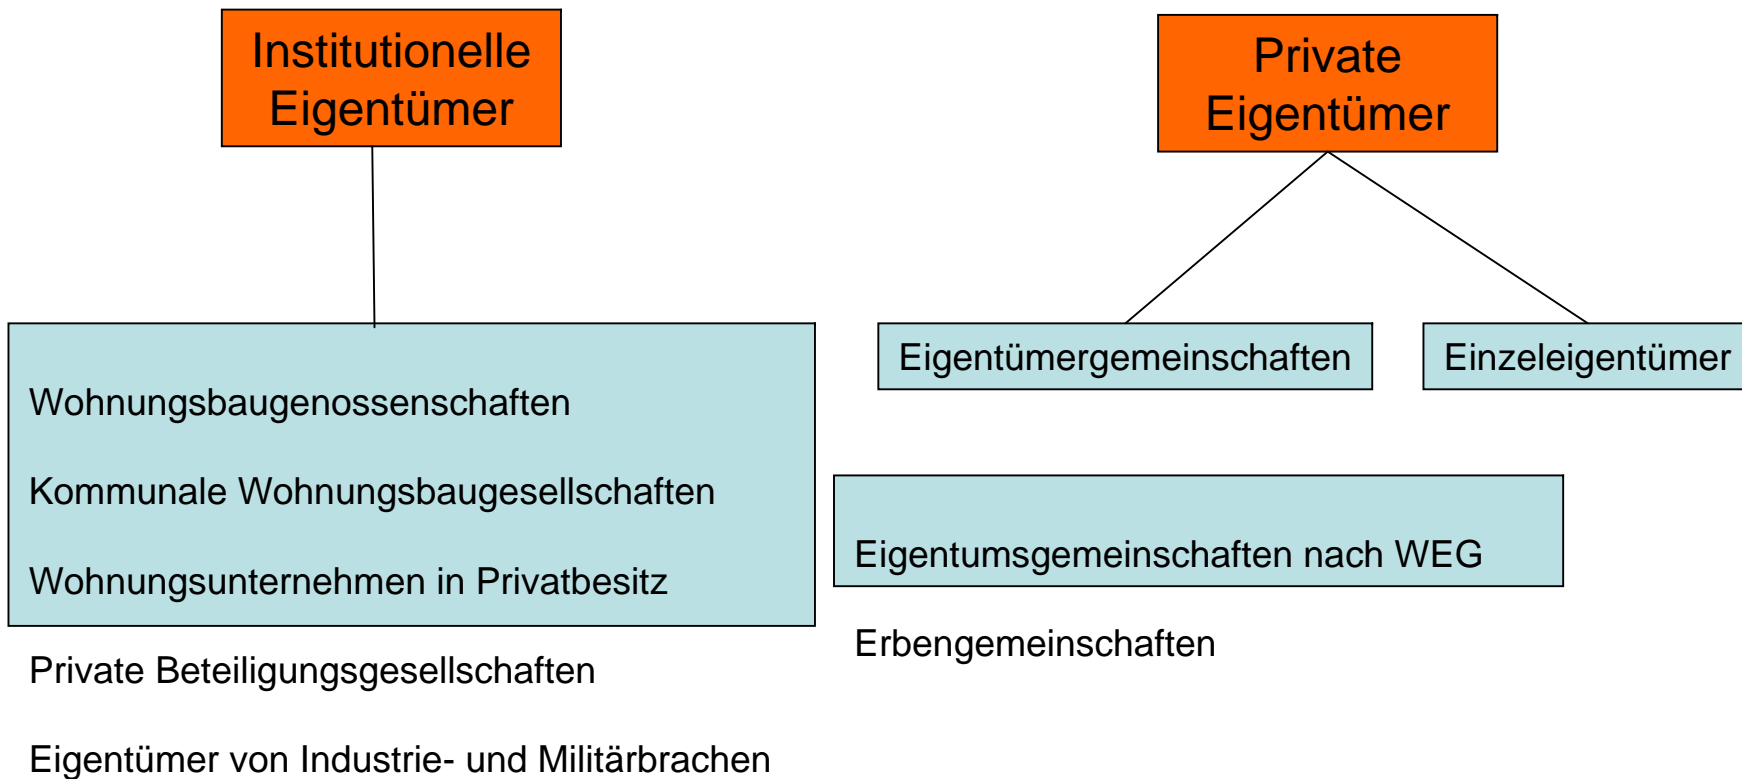 Institutionelle
Eigentümer
Private
Eigentümer
Wohnungsbaugenossenschaften
Kommunale Wohnungsbaugesellschaften
Wohnungsunternehmen in Privatbesitz
Private Beteiligungsgesellschaften
Eigentümer von Industrie- und Militärbrachen
Eigentümergemeinschaften
Einzeleigentümer
Eigentumsgemeinschaften nach WEG
Erbengemeinschaften